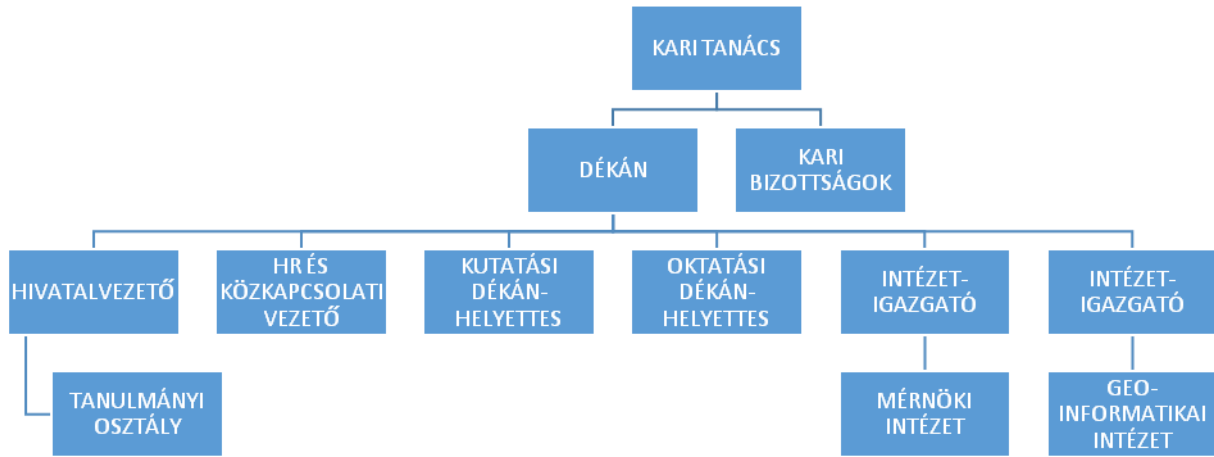 KARI TANÁCS
DÉKÁN
KARI
BIZOTTSÁGOK
HIVATALVEZETŐ
HR ÉS
KÖZKAPCSOLATI
VEZETŐ
KUTATÁSI
DÉKÁN-
HELYETTES
OKTATÁSI
DÉKÁN-
HELYETTES
INTÉZET-
IGAZGATÓ
INTÉZET-
IGAZGATÓ
TANULMÁNYI
OSZTÁLY
MÉRNÖKI
INTÉZET
GEO-
INFORMATIKAI
INTÉZET